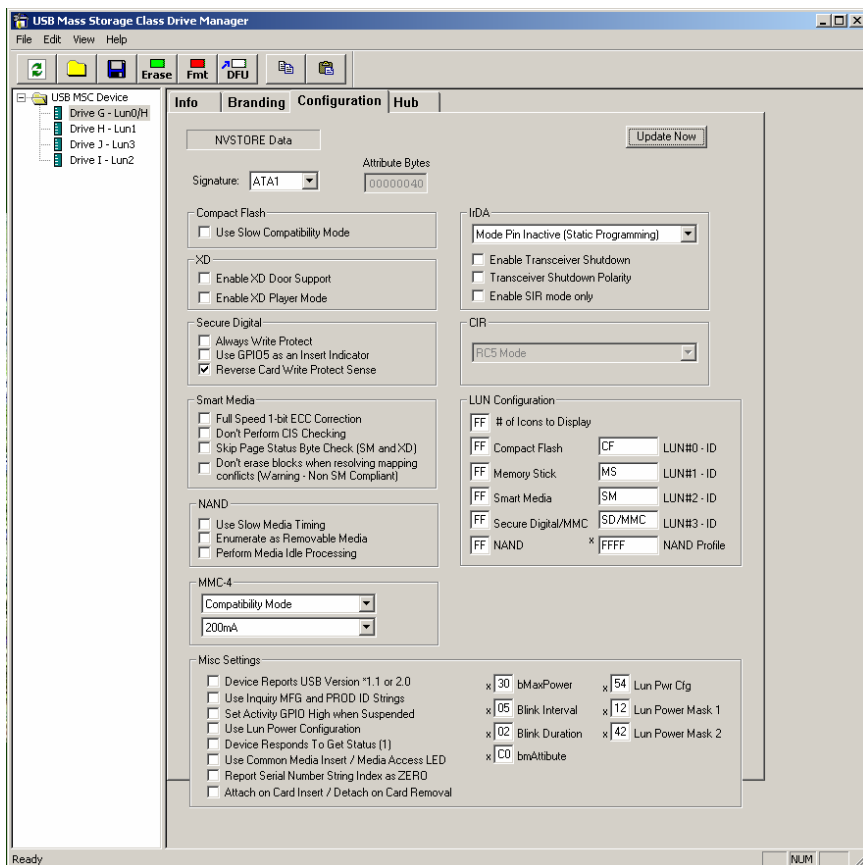 USB Mass Storage Class Drive Manager
File Edit View Help
Erase Fmt DFU
USB MSC Device
Drive G - Lun0/H
Drive H - Lun1
Drive J - Lun3
Drive I - Lun2
Info Branding Configuration Hub
NVSTORE Data
Update Now
Attribute Bytes
Signature: ATA1 00000040
Compact Flash
Use Slow Compatibility Mode
XD
Enable XD Door Support
Enable XD Player Mode
Secure Digital
Always Write Protect
Use GPIO5 as an Insert Indicator
Reverse Card Write Protect Sense
Smart Media
Full Speed 1-bit ECC Correction
Don't Perform CIS Checking
Skip Page Status Byte Check (SM and XD)
Don't erase blocks when resolving mapping
conflicts (Warning - Non SM Compliant)
NAND
Use Slow Media Timing
Enumerate as Removable Media
Perform Media Idle Processing
MMC-4
Compatibility Mode
200mA
IrDA
Mode Pin Inactive (Static Programming)
Enable Transceiver Shutdown
Transceiver Shutdown Polarity
Enable SIR mode only
CIR
RC5 Mode
LUN Configuration
FF # of Icons to Display
FF Compact Flash CF LUN#0 - ID
FF Memory Stick MS LUN#1 - ID
FF Smart Media SM LUN#2 - ID
FF Secure Digital/MMC SD/MMC LUN#3 - ID
FF NAND x FFFF NAND Profile
Misc Settings
Device Reports USB Version *1.1 or 2.0
Use Inquiry MFG and PROD ID Strings
Set Activity GPIO High when Suspended
Use Lun Power Configuration
Device Responds To Get Status (1)
Use Common Media Insert / Media Access LED
Report Serial Number String Index as ZERO
Attach on Card Insert / Detach on Card Removal
x 30 bMaxPower x 54 Lun Pwr Cfg
x 05 Blink Interval x 12 Lun Power Mask 1
x 02 Blink Duration x 42 Lun Power Mask 2
x C0 bmAttibute
Ready NUM